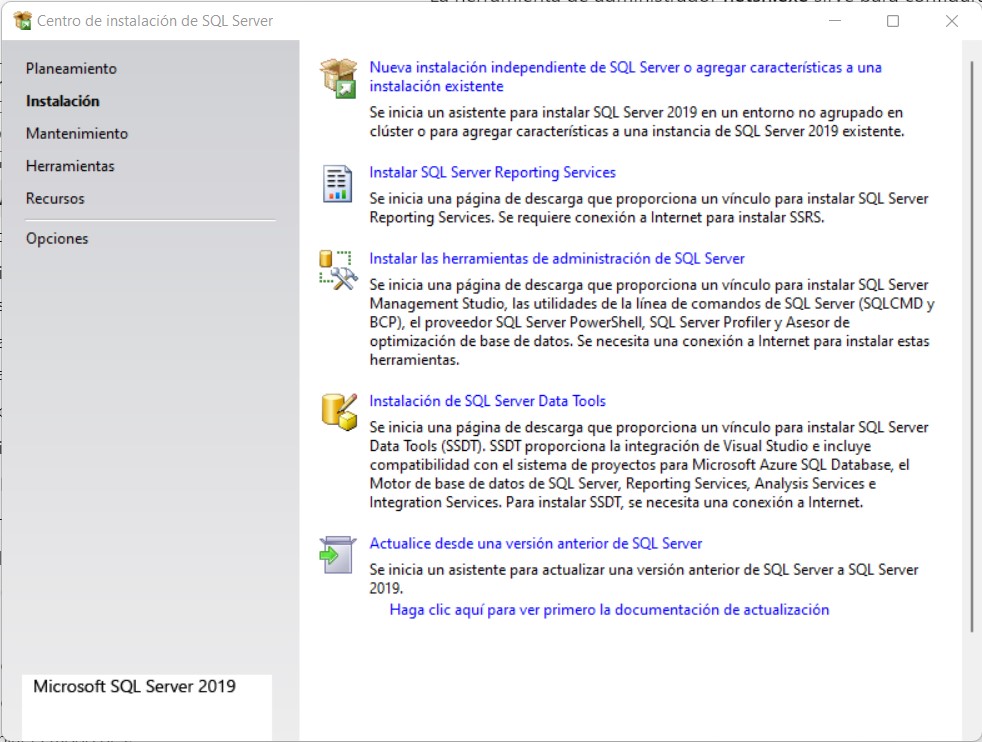 Centro de instalación de SQL Server
Planeamiento
Instalación
Mantenimiento
Herramientas
Recursos
Opciones
Microsoft SQL Server 2019
Nueva instalación independiente de SQL Server o agregar características a una
instalación existente
Se inicia un asistente para instalar SQL Server 2019 en un entorno no agrupado en
clúster o para agregar características a una instancia de SQL Server 2019 existente.
Instalar SQL Server Reporting Services
Se inicia una página de descarga que proporciona un vínculo para instalar SQL Server
Reporting Services. Se requiere conexión a Internet para instalar SSRS.
Instalar las herramientas de administración de SQL Server
Se inicia una página de descarga que proporciona un vínculo para instalar SQL Server
Management Studio, las utilidades de la línea de comandos de SQL Server (SQLCMD y
BCP), el proveedor SQL Server PowerShell, SQL Server Profiler y Asesor de
optimización de base de datos. Se necesita una conexión a Internet para instalar estas
herramientas.
Instalación de SQL Server Data Tools
Se inicia una página de descarga que proporciona un vínculo para instalar SQL Server
Data Tools (SSDT). SSDT proporciona la integración de Visual Studio e incluye
compatibilidad con el sistema de proyectos para Microsoft Azure SQL Database, el
Motor de base de datos de SQL Server, Reporting Services, Analysis Services e
Integration Services. Para instalar SSDT, se necesita una conexión a Internet.
Actualice desde una versión anterior de SQL Server
Se inicia un asistente para actualizar una versión anterior de SQL Server a SQL Server
2019.
Haga clic aquí para ver primero la documentación de actualización